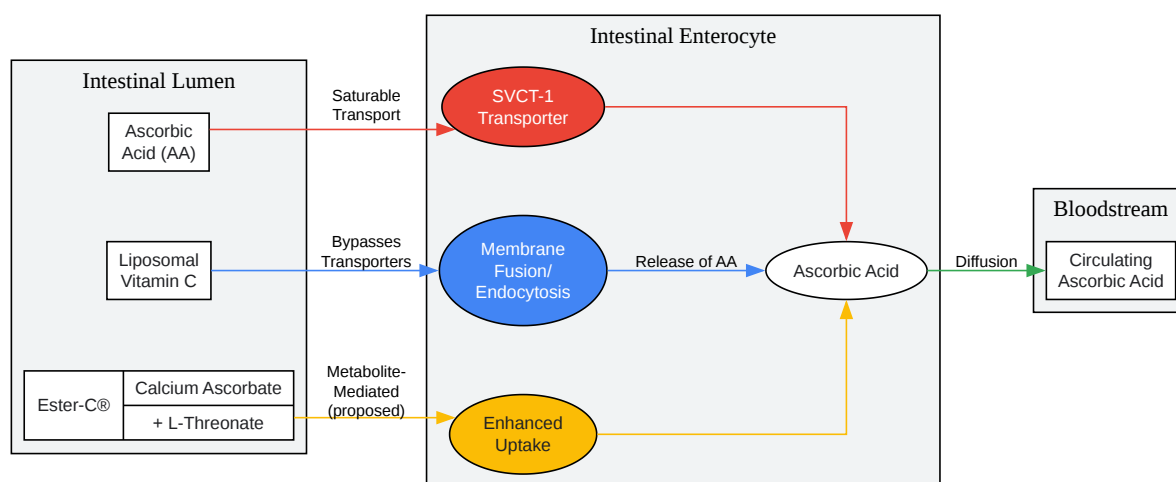 Intestinal Lumen
Ascorbic
Acid (AA)
Liposomal
Vitamin C
Ester-C®
Calcium Ascorbate
+ L-Threonate
Saturable
Transport
Bypasses
Transporters
Metabolite-
Mediated
(proposed)
Intestinal Enterocyte
SVCT-1
Transporter
Membrane
Fusion/
Endocytosis
Enhanced
Uptake
Release of AA
Ascorbic Acid
Diffusion
Bloodstream
Circulating
Ascorbic Acid